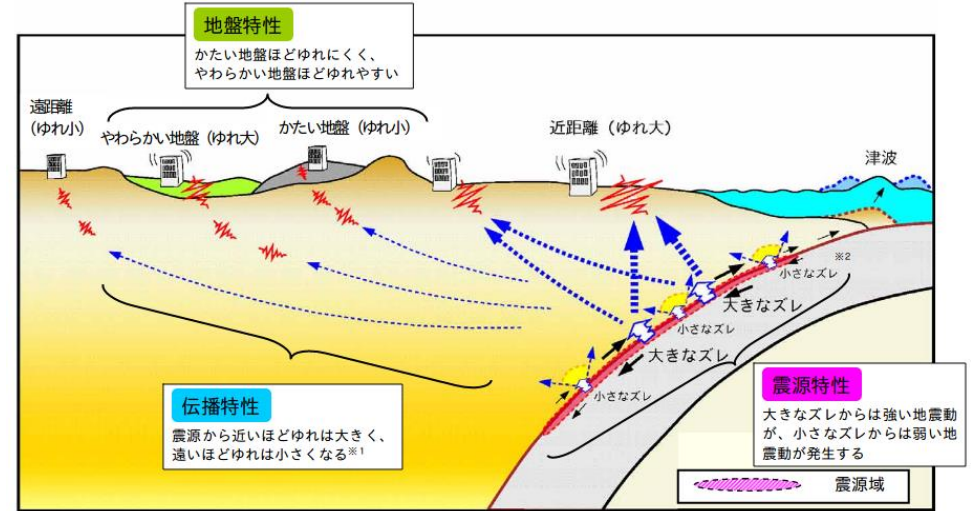 地盤特性
かたい地盤ほどゆれにくく、
やわらかい地盤ほどゆれやすい
遠距離
（ゆれ小）
やわらかい地盤（ゆれ大）
かたい地盤（ゆれ小）
近距離（ゆれ大）
津波
※2
小さなズレ
大きなズレ
小さなズレ
大きなズレ
小さなズレ
伝播特性
震源から近いほどゆれは大きく、
遠いほどゆれは小さくなる※1
震源特性
大きなズレからは強い地震動
が、小さなズレからは弱い地
震動が発生する
震源域